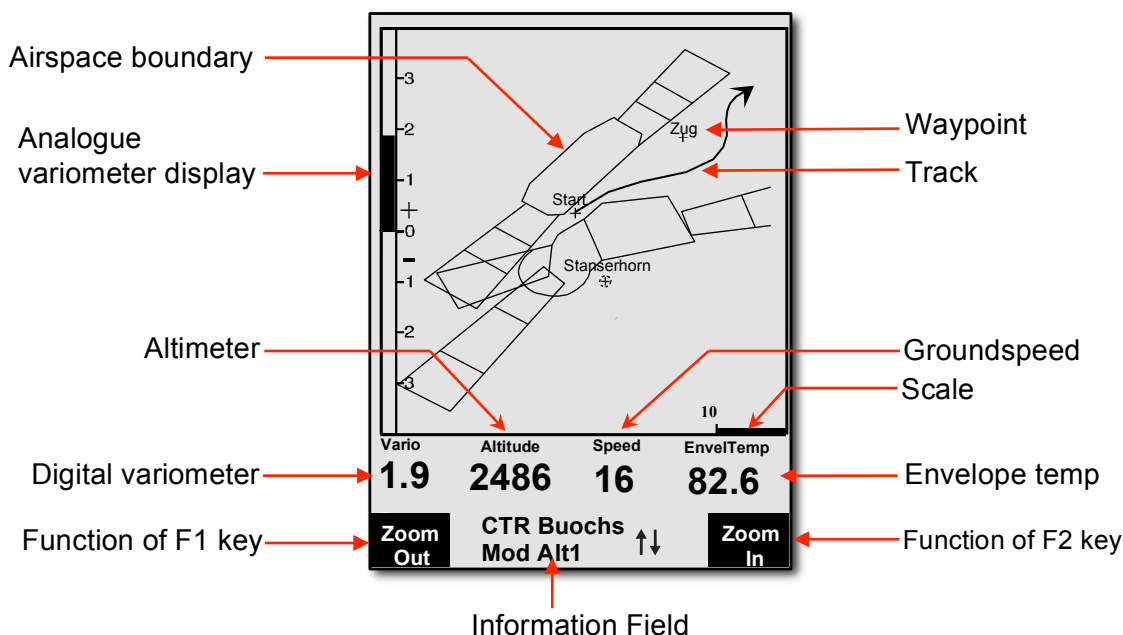 Airspace boundary
Analogue
variometer display
Altimeter
Digital variometer
Function of F1 key
3
2
1
+
0
-
1
2
3
Zug
Start
Stanserhorn
10
Vario Altitude Speed EnvelTemp
1.9 2486 16 82.6
Zoom
Out
CTR Buochs
Mod Alt1
↑↓
Zoom
In
Waypoint
Track
Groundspeed
Scale
Envelope temp
Function of F2 key
Information Field